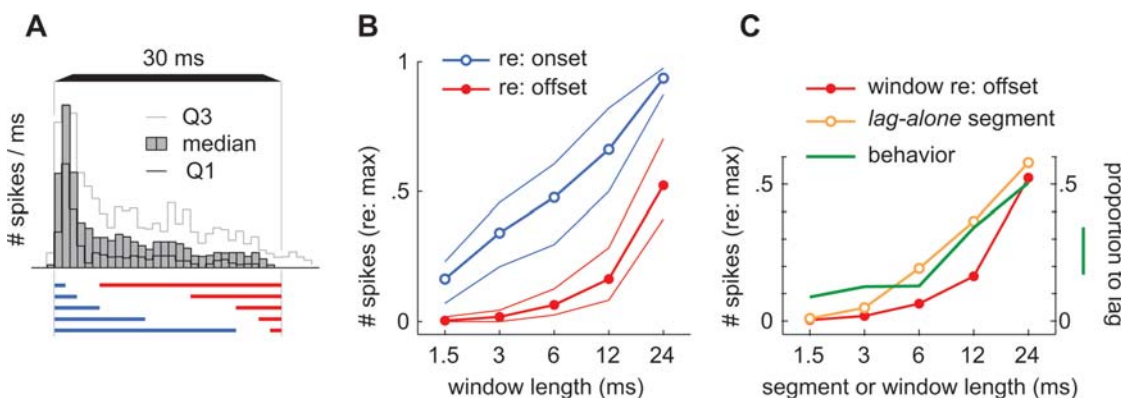 A
30 ms
Q3
median
Q1
# spikes / ms
B
re: onset
re: offset
# spikes (re: max)
1
.5
0
1.5 3 6 12 24
window length (ms)
C
window re: offset
lag-alone segment
behavior
# spikes (re: max)
.5
0
.5
0
proportion to lag
1.5 3 6 12 24
segment or window length (ms)